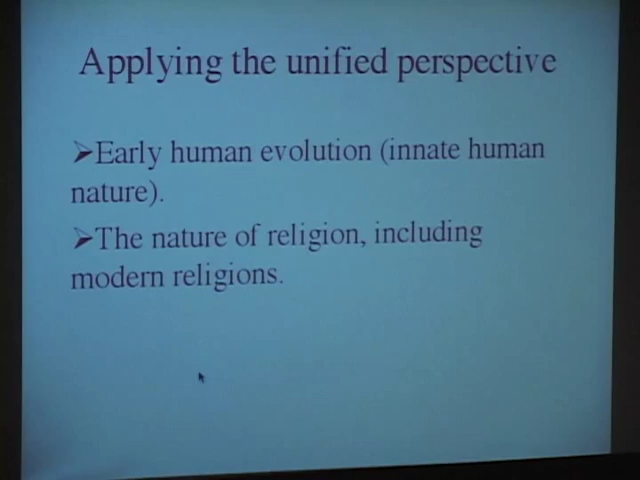 Applying the unified perspective
➢Early human evolution (innate human
nature).
➢The nature of religion, including
modern religions.